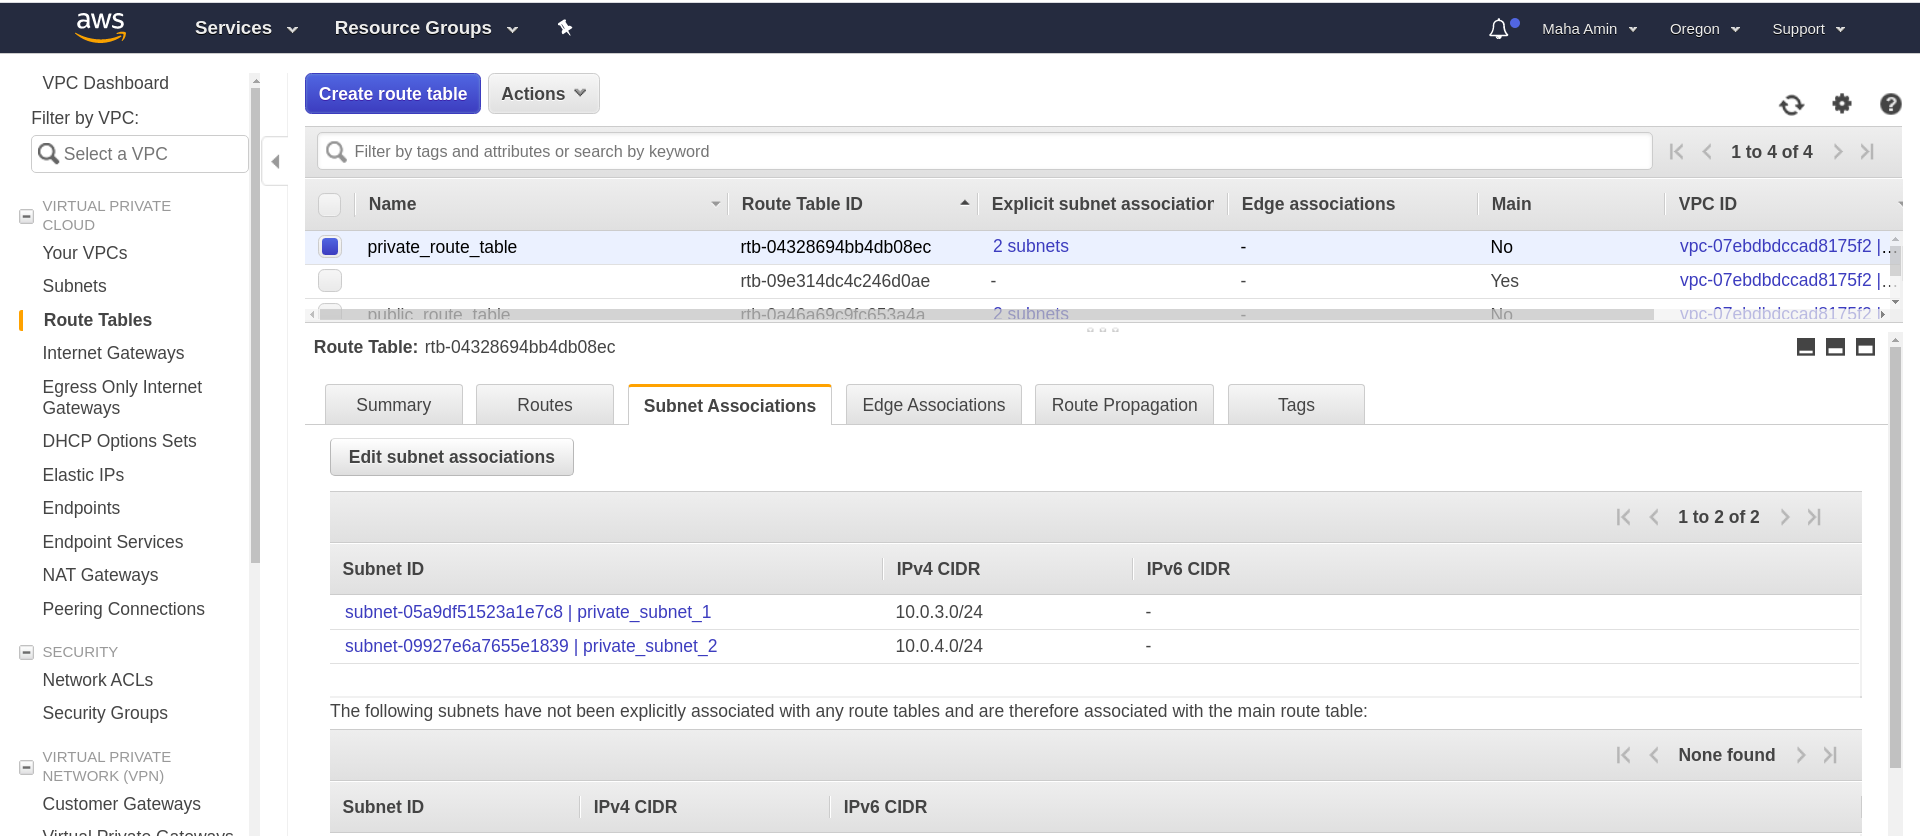 aws Services Resource Groups Maha Amin Oregon Support
VPC Dashboard
Filter by VPC:
Select a VPC
VIRTUAL PRIVATE
CLOUD
Your VPCs
Subnets
Route Tables
Internet Gateways
Egress Only Internet
Gateways
DHCP Options Sets
Elastic IPs
Endpoints
Endpoint Services
NAT Gateways
Peering Connections
SECURITY
Network ACLs
Security Groups
VIRTUAL PRIVATE
NETWORK (VPN)
Customer Gateways
Virtual Private Gateways
Create route table Actions
Filter by tags and attributes or search by keyword 1 to 4 of 4
Name Route Table ID Explicit subnet association Edge associations Main VPC ID
private_route_table rtb-04328694bb4db08ec 2 subnets - No vpc-07ebdbdccad8175f2 |...
rtb-09e314dc4c246d0ae - - Yes vpc-07ebdbdccad8175f2 |...
public_route_table rtb-0a46a69c9fc653a4a 2 subnets - No vpc-07ebdbdccad8175f2 |
Route Table: rtb-04328694bb4db08ec
Summary Routes Subnet Associations Edge Associations Route Propagation Tags
Edit subnet associations
1 to 2 of 2
Subnet ID IPv4 CIDR IPv6 CIDR
subnet-05a9df51523a1e7c8 | private_subnet_1 10.0.3.0/24 -
subnet-09927e6a7655e1839 | private_subnet_2 10.0.4.0/24 -
The following subnets have not been explicitly associated with any route tables and are therefore associated with the main route table:
None found
Subnet ID IPv4 CIDR IPv6 CIDR